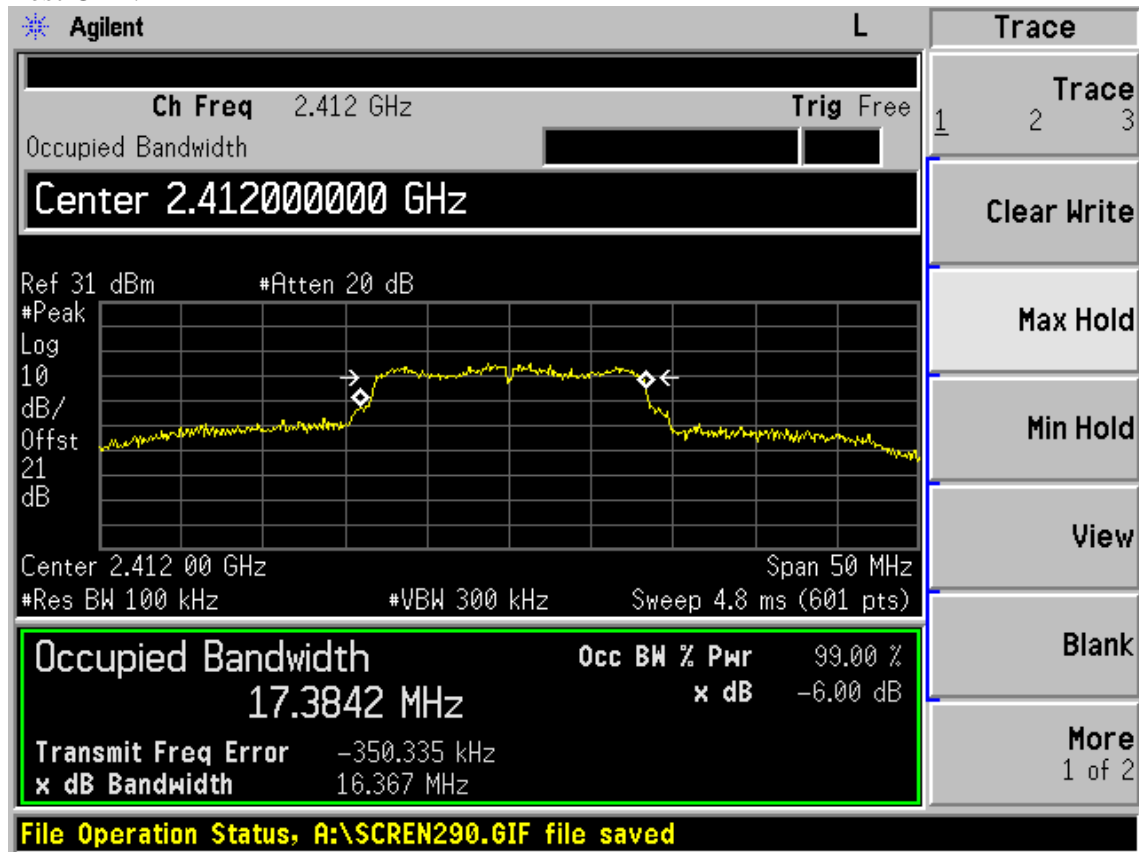 Agilent L Trace
Ch Freq 2.412 GHz Trig Free
Occupied Bandwidth
Center 2.412000000 GHz
Ref 31 dBm #Atten 20 dB
#Peak
Log
10
dB/
Offst
21
dB
Center 2.412 00 GHz Span 50 MHz
#Res BW 100 kHz #VBW 300 kHz Sweep 4.8 ms (601 pts)
Occupied Bandwidth Occ BW % Pwr 99.00 %
17.3842 MHz x dB -6.00 dB
Transmit Freq Error -350.335 kHz
x dB Bandwidth 16.367 MHz
File Operation Status, A:\SCREN290.GIF file saved
Trace
1 2 3
Clear Write
Max Hold
Min Hold
View
Blank
More
1 of 2